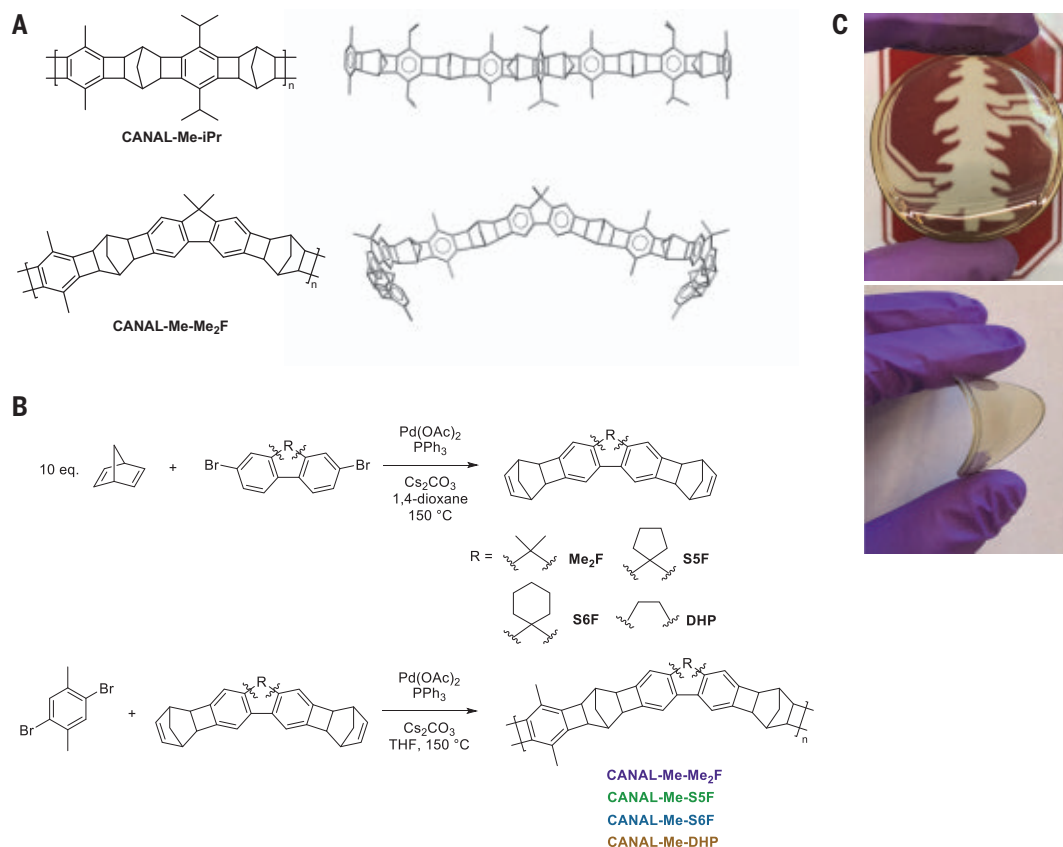 A
n
CANAL-Me-iPr
n
CANAL-Me-Me₂F
B
10 eq.
+
Br
R
Br
Pd(OAc)₂
PPh₃
Cs₂CO₃
1,4-dioxane
150 °C
R
R =
Me₂F
S5F
S6F
DHP
Br
Br
+
R
Pd(OAc)₂
PPh₃
Cs₂CO₃
THF, 150 °C
R
n
CANAL-Me-Me₂F
CANAL-Me-S5F
CANAL-Me-S6F
CANAL-Me-DHP
C